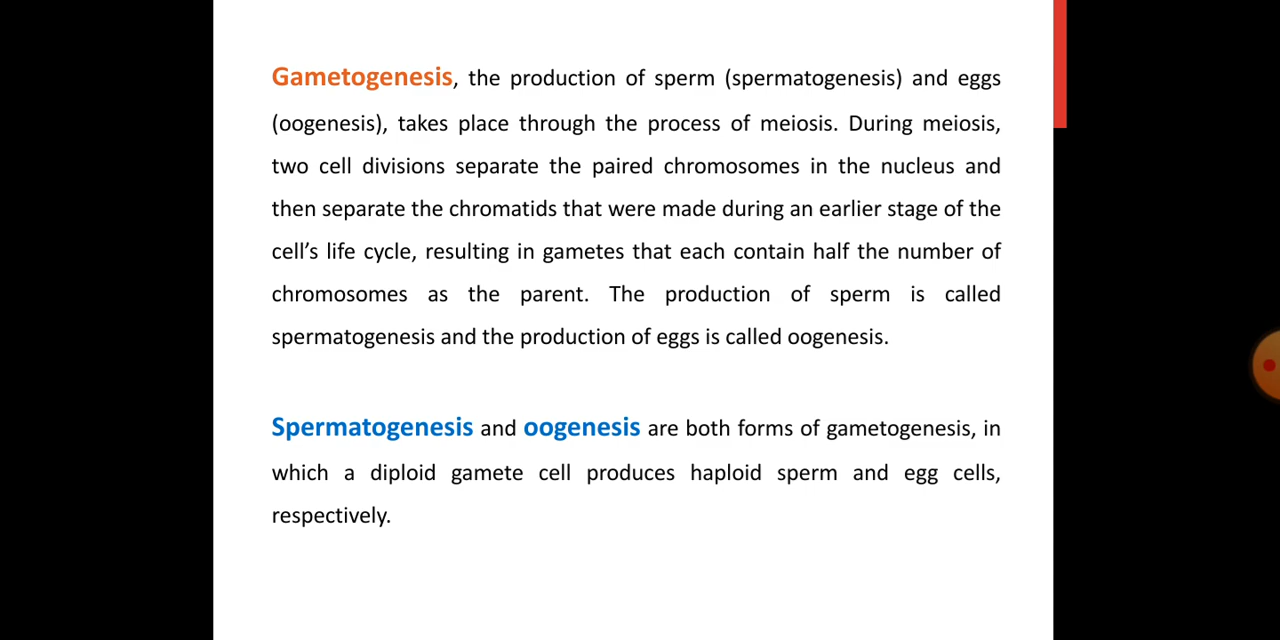 Gametogenesis, the production of sperm (spermatogenesis) and eggs
(oogenesis), takes place through the process of meiosis. During meiosis,
two cell divisions separate the paired chromosomes in the nucleus and
then separate the chromatids that were made during an earlier stage of the
cell’s life cycle, resulting in gametes that each contain half the number of
chromosomes as the parent. The production of sperm is called
spermatogenesis and the production of eggs is called oogenesis.
Spermatogenesis and oogenesis are both forms of gametogenesis, in
which a diploid gamete cell produces haploid sperm and egg cells,
respectively.